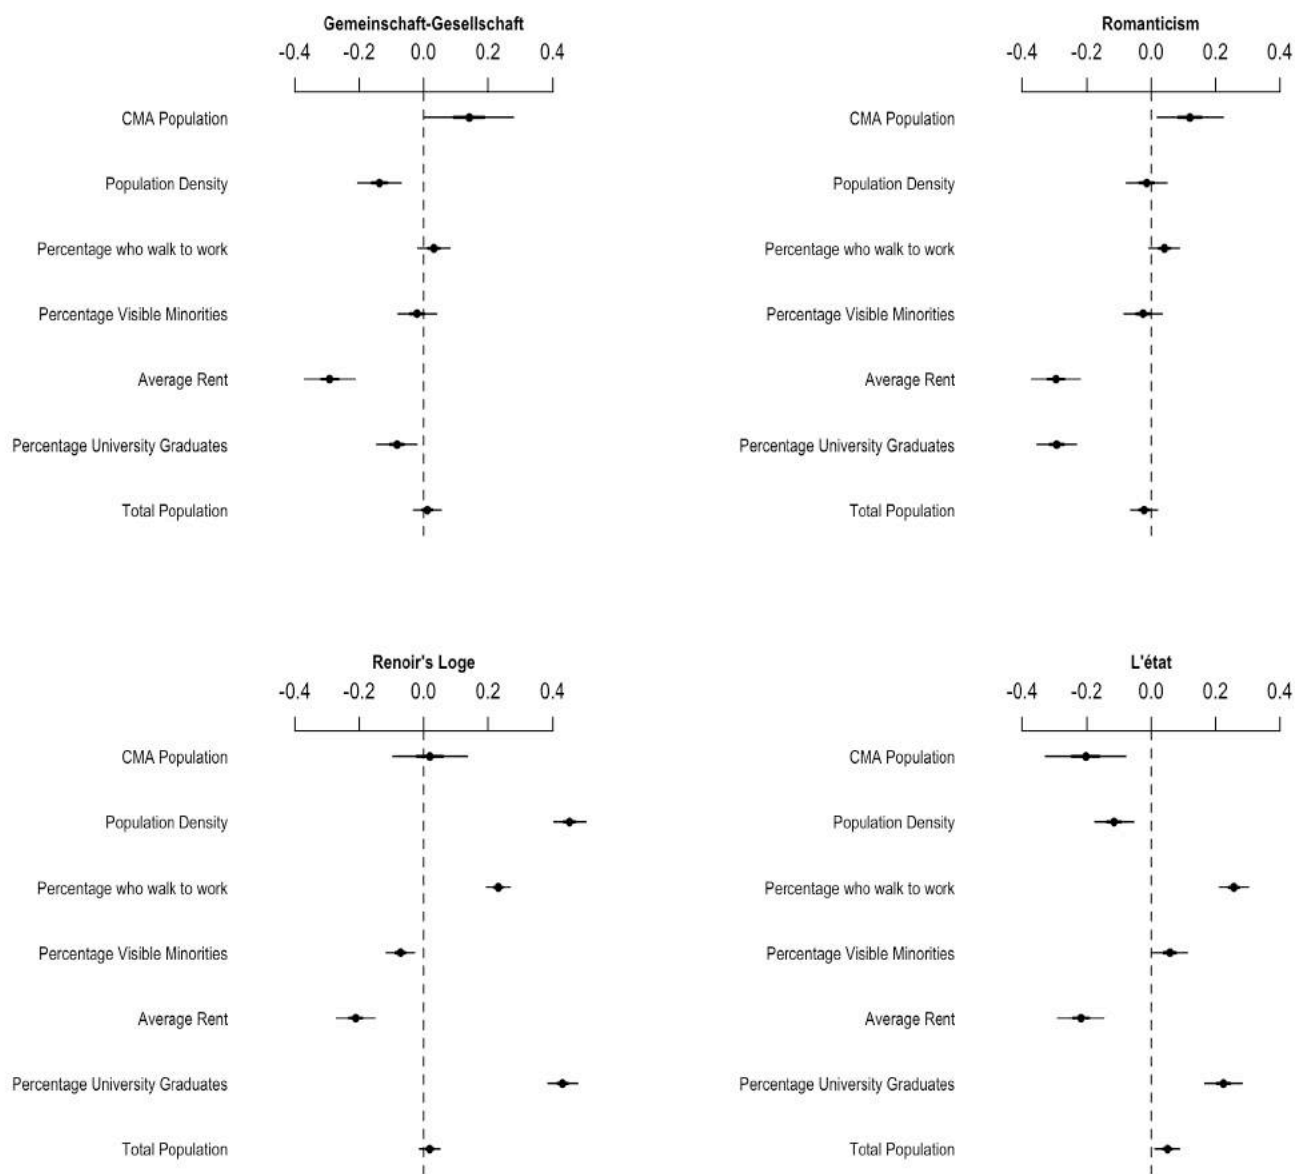 Gemeinschaft-Gesellschaft
-0.4 -0.2 0.0 0.2 0.4
CMA Population
Population Density
Percentage who walk to work
Percentage Visible Minorities
Average Rent
Percentage University Graduates
Total Population
Romanticism
-0.4 -0.2 0.0 0.2 0.4
CMA Population
Population Density
Percentage who walk to work
Percentage Visible Minorities
Average Rent
Percentage University Graduates
Total Population
Renoir's Loge
-0.4 -0.2 0.0 0.2 0.4
CMA Population
Population Density
Percentage who walk to work
Percentage Visible Minorities
Average Rent
Percentage University Graduates
Total Population
L'état
-0.4 -0.2 0.0 0.2 0.4
CMA Population
Population Density
Percentage who walk to work
Percentage Visible Minorities
Average Rent
Percentage University Graduates
Total Population